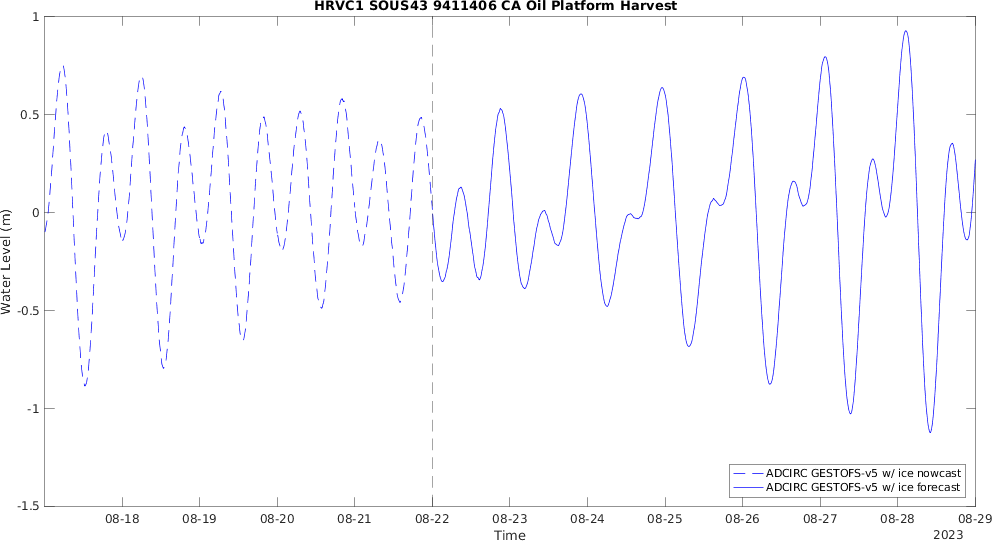 HRVC1 SOUS43 9411406 CA Oil Platform Harvest
1
0.5
0
-0.5
-1
-1.5
Water Level (m)
ADCIRC GESTOFS-v5 w/ ice nowcast
ADCIRC GESTOFS-v5 w/ ice forecast
08-18 08-19 08-20 08-21 08-22 08-23 08-24 08-25 08-26 08-27 08-28 08-29
Time
2023